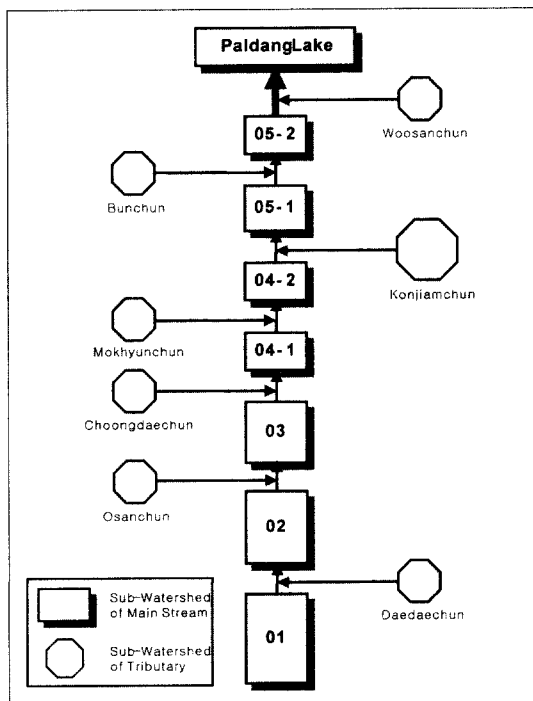 PaldangLake
Woosanchun
05-2
Bunchun
05-1
Konjiamchun
04-2
Mokhyunchun
04-1
Choongdaechun
03
Osanchun
02
Daedaechun
01
Sub-Watershed
of Main Stream
Sub-Watershed
of Tributary